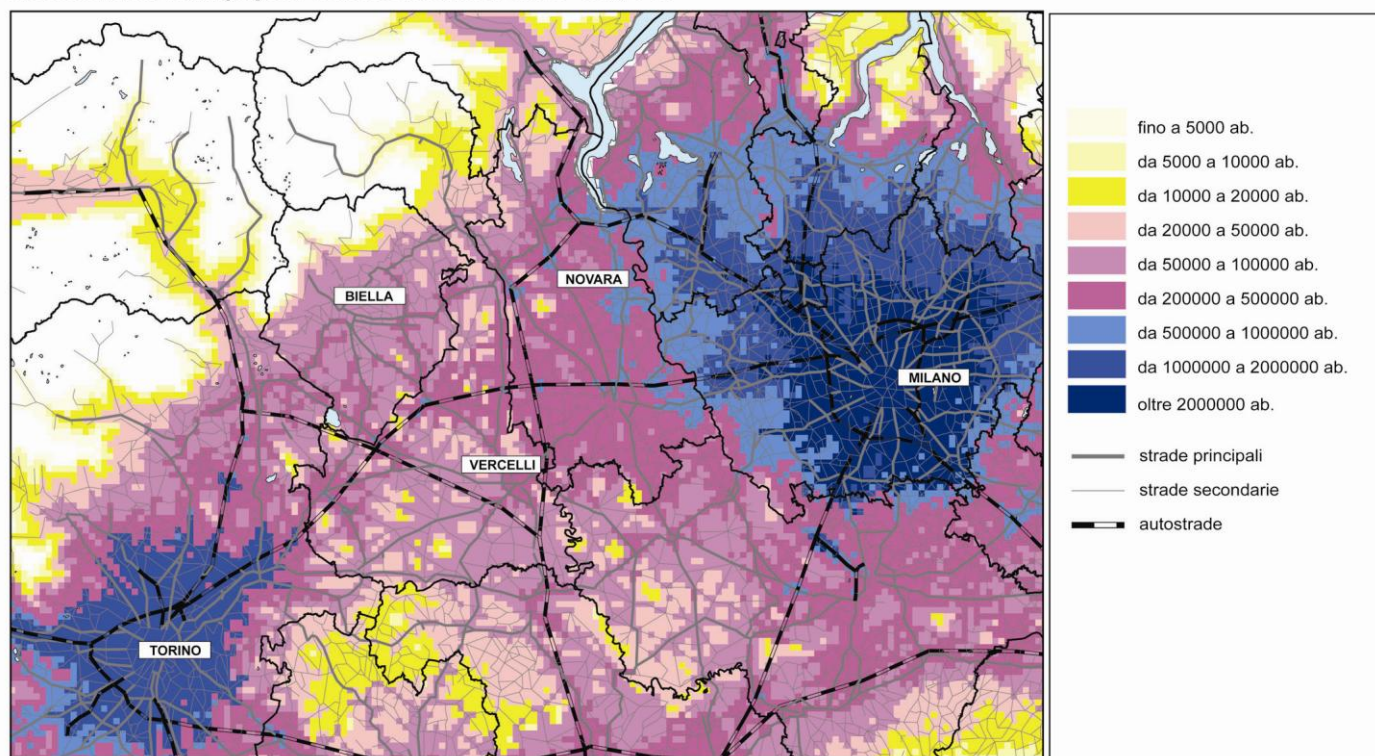 NOVARA
BIELLA
MILANO
VERCELLI
TORINO
fino a 5000 ab.
da 5000 a 10000 ab.
da 10000 a 20000 ab.
da 20000 a 50000 ab.
da 50000 a 100000 ab.
da 200000 a 500000 ab.
da 500000 a 1000000 ab.
da 1000000 a 2000000 ab.
oltre 2000000 ab.
strade principali
strade secondarie
autostrade